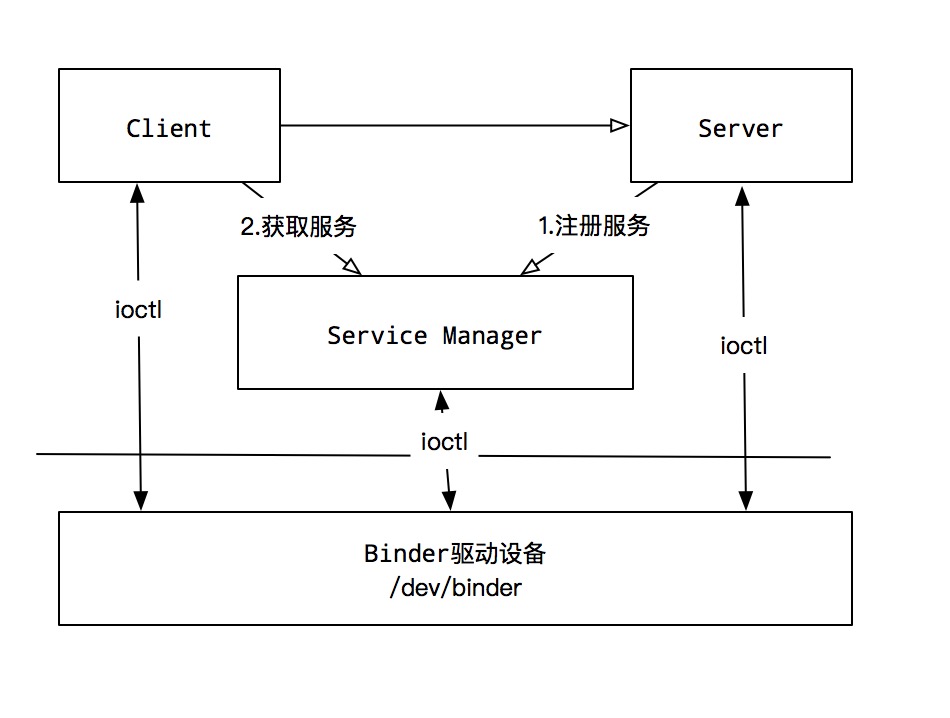 Client
Server
2.获取服务
1.注册服务
ioctl
Service Manager
ioctl
ioctl
Binder驱动设备
/dev/binder